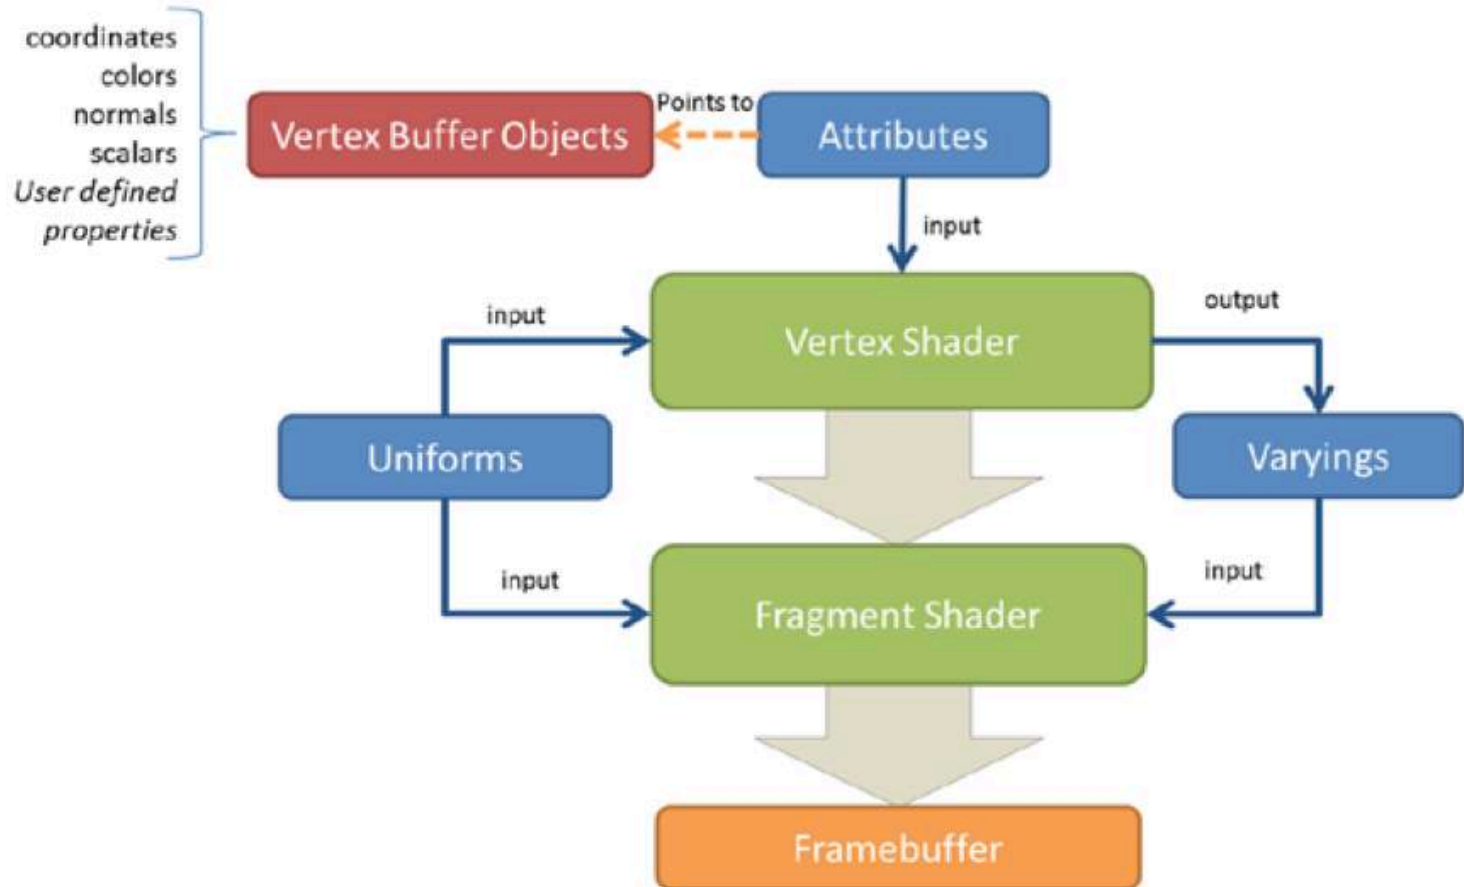 coordinates
colors
normals
scalars
User defined
properties
Vertex Buffer Objects
Points to
Attributes
input
input
Vertex Shader
output
Uniforms
Varyings
input
Fragment Shader
input
Framebuffer